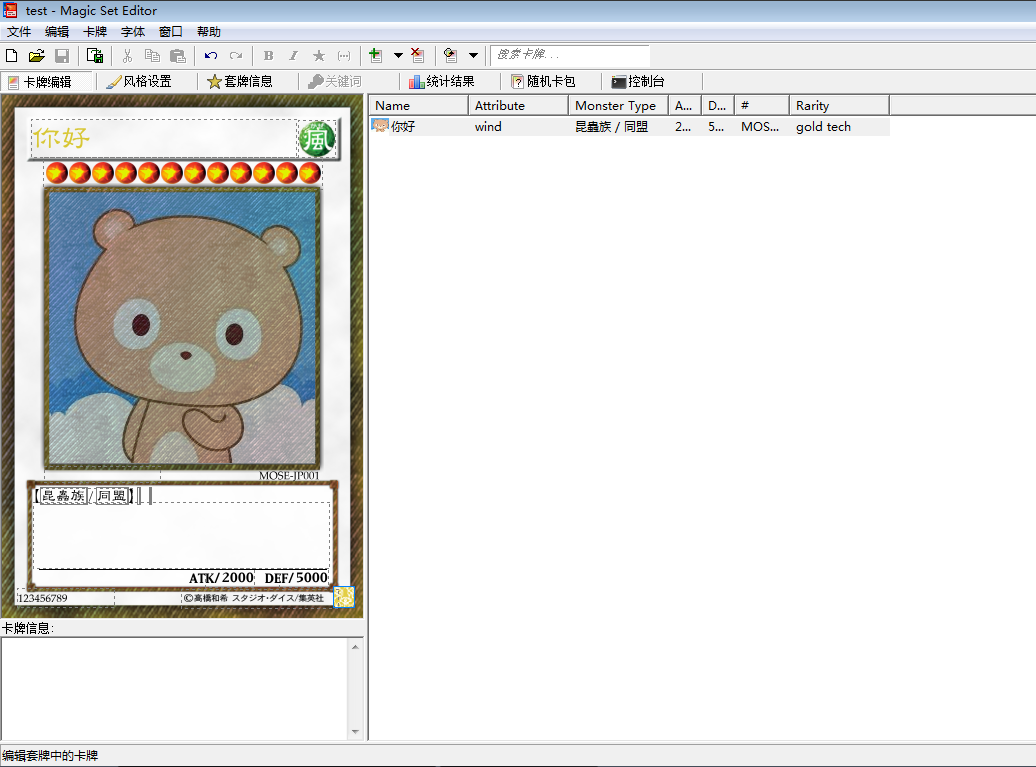 test - Magic Set Editor
文件 编辑 卡牌 字体 窗口 帮助
B I 搜索卡牌...
卡牌编辑 风格设置 套牌信息 关键词 统计结果 随机卡包 控制台
Name Attribute Monster Type A... D... # Rarity
你好 wind 昆蟲族 / 同盟 2... 5... MOS... gold tech
你好
MOSE-JP001
【昆蟲族/同盟】
ATK/2000 DEF/5000
123456789 ©高橋和希 スタジオ・ダイス/集英社
卡牌信息:
编辑套牌中的卡牌